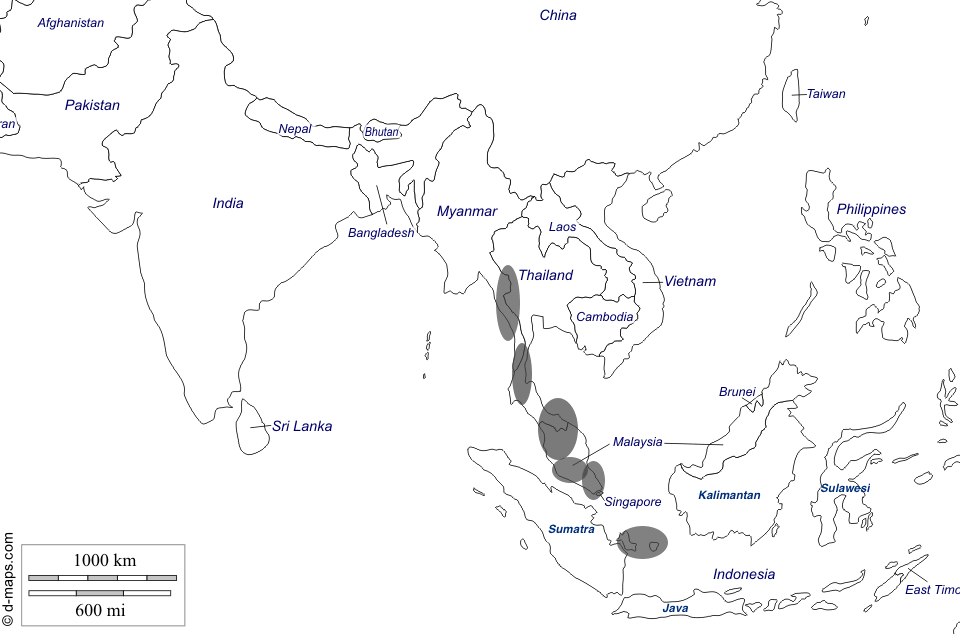 China
Afghanistan
Taiwan
Pakistan
ran
Nepal
Bhutan
India
Myanmar
Philippines
Laos
Bangladesh
Thailand
Vietnam
Cambodia
Brunei
Sri Lanka
Malaysia
Kalimantan
Sulawesi
Singapore
Sumatra
Indonesia
East Timo
Java
1000 km
600 mi
© d-maps.com